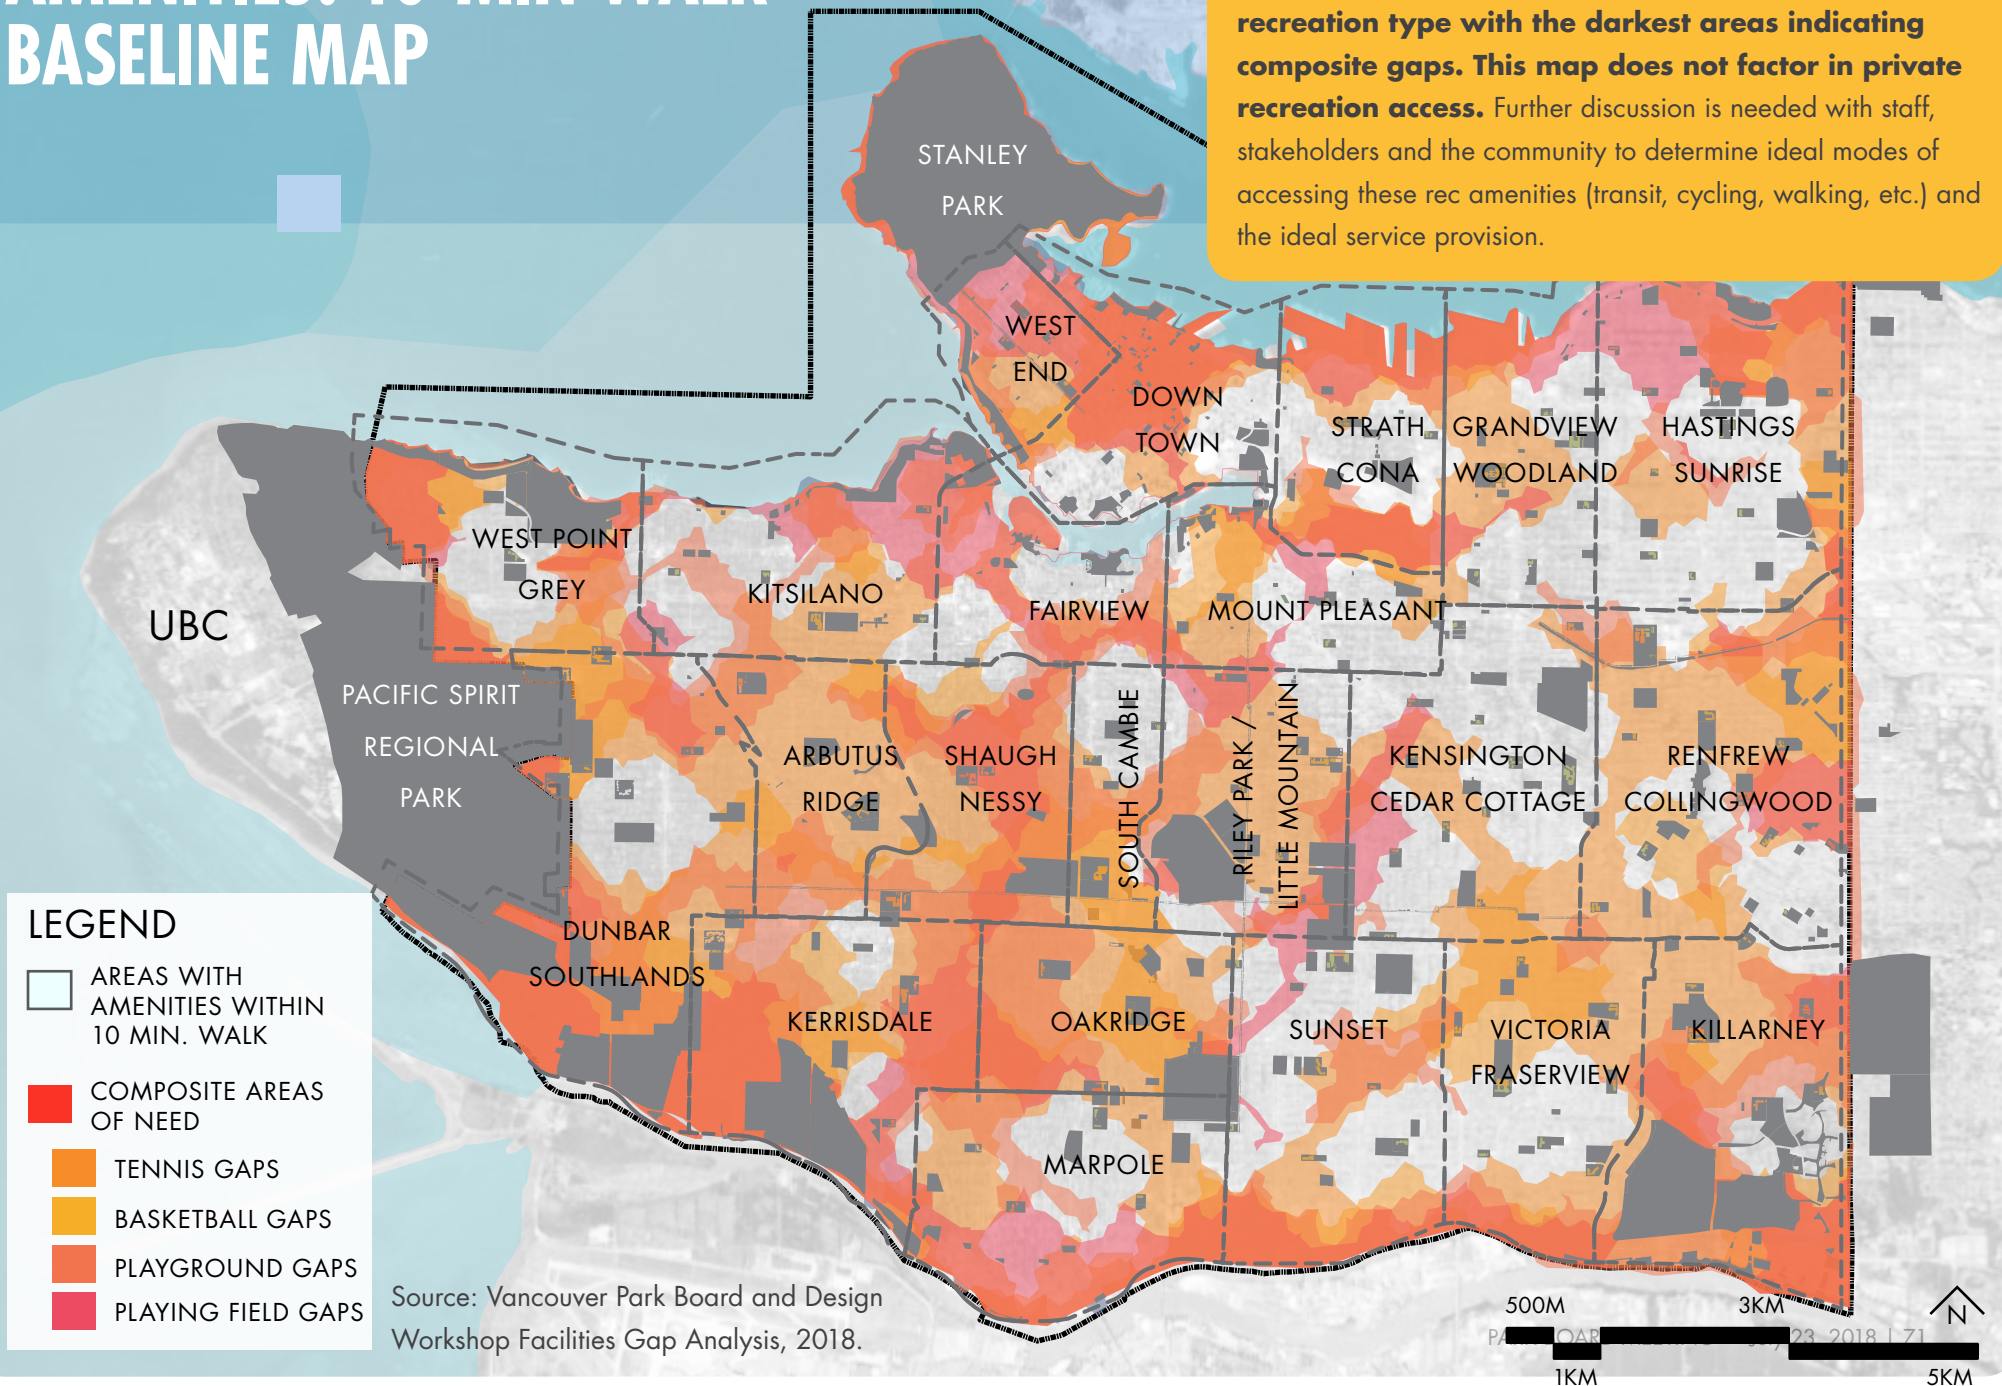 BASELINE MAP
recreation type with the darkest areas indicating
composite gaps. This map does not factor in private
recreation access. Further discussion is needed with staff,
stakeholders and the community to determine ideal modes of
accessing these rec amenities (transit, cycling, walking, etc.) and
the ideal service provision.
STANLEY
PARK
WEST
END
DOWN
TOWN
STRATH
CONA
GRANDVIEW
WOODLAND
HASTINGS
SUNRISE
WEST POINT
GREY
KITSILANO
FAIRVIEW
MOUNT PLEASANT
UBC
PACIFIC SPIRIT
REGIONAL
PARK
ARBUTUS
RIDGE
SHAUGH
NESSY
SOUTH CAMBIE
RILEY PARK /
LITTLE MOUNTAIN
KENSINGTON
CEDAR COTTAGE
RENFREW
COLLINGWOOD
DUNBAR
SOUTHLANDS
KERRISDALE
OAKRIDGE
SUNSET
VICTORIA
FRASERVIEW
KILLARNEY
MARPOLE
LEGEND
AREAS WITH
AMENITIES WITHIN
10 MIN. WALK
COMPOSITE AREAS
OF NEED
TENNIS GAPS
BASKETBALL GAPS
PLAYGROUND GAPS
PLAYING FIELD GAPS
Source: Vancouver Park Board and Design
Workshop Facilities Gap Analysis, 2018.
500M
3KM
N
23, 2018 | 71
1KM
5KM